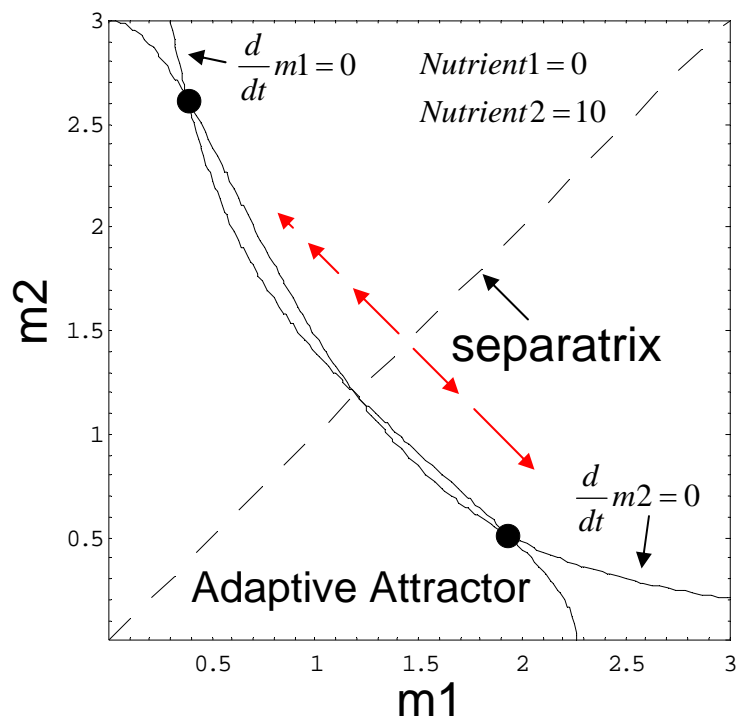 3
d/dt m1 = 0
Nutrient1 = 0
Nutrient2 = 10
2.5
2
m2
1.5
separatrix
1
d/dt m2 = 0
0.5
Adaptive Attractor
0.5 1 1.5 2 2.5 3
m1